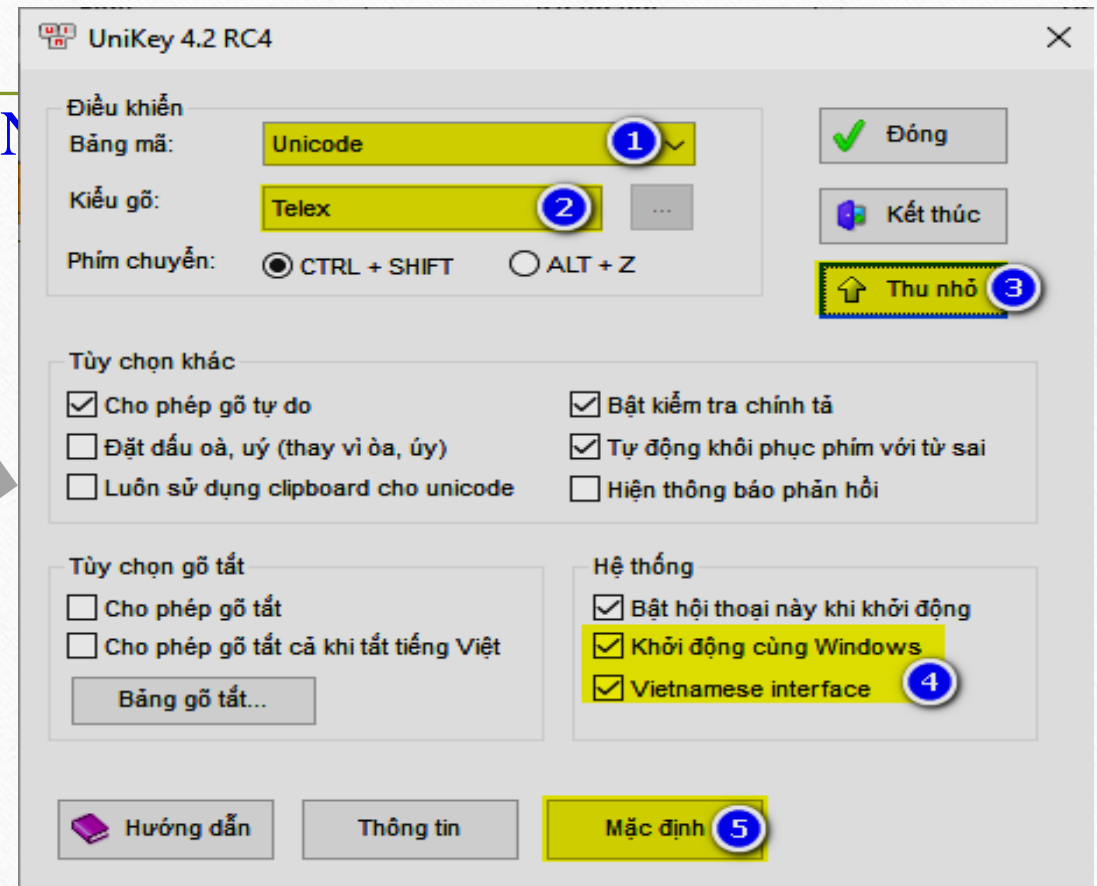 UniKey 4.2 RC4
N
Điều khiển
Bảng mã: Unicode 1
Đóng
Kiểu gõ: Telex 2 ...
Kết thúc
Phím chuyển: CTRL + SHIFT ALT + Z
Thu nhỏ 3
Tùy chọn khác
Cho phép gõ tự do
Bật kiểm tra chính tả
Đặt dấu oà, uý (thay vì òa, úy)
Tự động khôi phục phím với từ sai
Luôn sử dụng clipboard cho unicode
Hiện thông báo phản hồi
Tùy chọn gõ tắt
Cho phép gõ tắt
Cho phép gõ tắt cả khi tắt tiếng Việt
Bảng gõ tắt...
Hệ thống
Bật hội thoại này khi khởi động
Khởi động cùng Windows
Vietnamese interface 4
Hướng dẫn
Thông tin
Mặc định 5